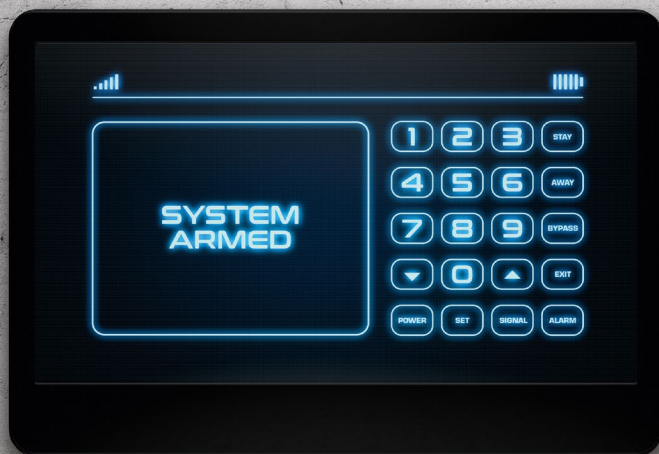 SYSTEM
ARMED
1 2 3 STAY
4 5 6 AWAY
7 8 9 BYPASS
0 EXIT
POWER SET SIGNAL ALARM